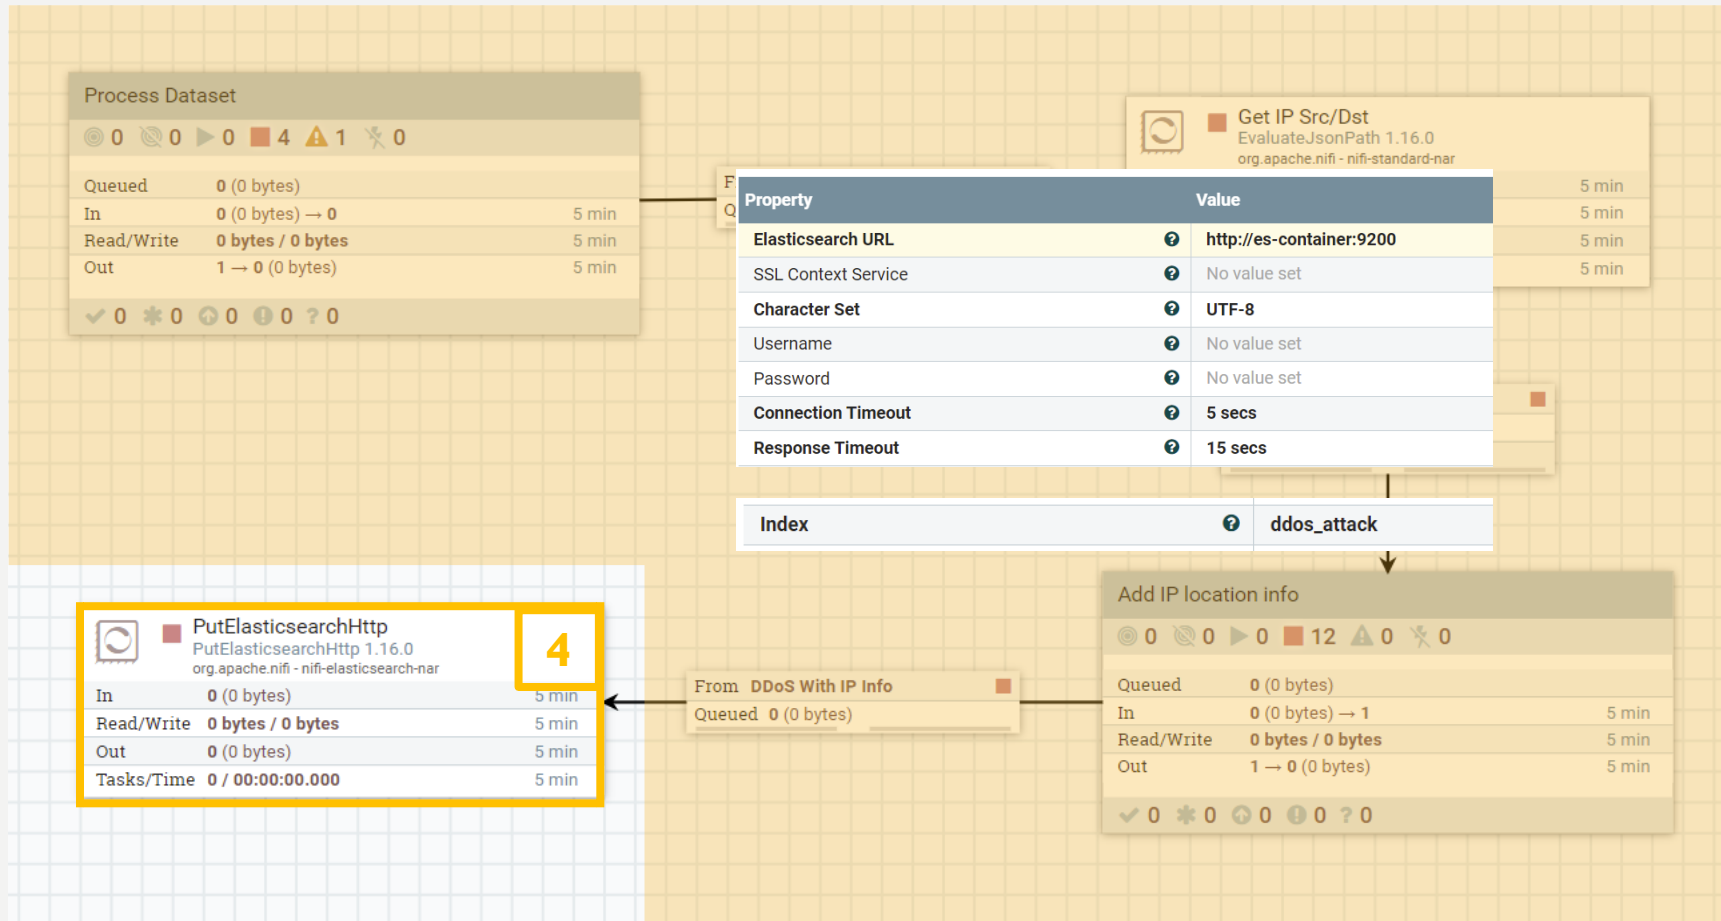 Process Dataset
0 0 0 4 1 0
Queued 0 (0 bytes)
In 0 (0 bytes) → 0 5 min
Read/Write 0 bytes / 0 bytes 5 min
Out 1 → 0 (0 bytes) 5 min
0 0 0 0 ? 0
Get IP Src/Dst
EvaluateJsonPath 1.16.0
org.apache.nifi - nifi-standard-nar
5 min
5 min
5 min
5 min
Property Value
Elasticsearch URL http://es-container:9200
SSL Context Service No value set
Character Set UTF-8
Username No value set
Password No value set
Connection Timeout 5 secs
Response Timeout 15 secs
Index ddos_attack
PutElasticsearchHttp
PutElasticsearchHttp 1.16.0
org.apache.nifi - nifi-elasticsearch-nar
4
In 0 (0 bytes) 5 min
Read/Write 0 bytes / 0 bytes 5 min
Out 0 (0 bytes) 5 min
Tasks/Time 0 / 00:00:00.000 5 min
From DDoS With IP Info
Queued 0 (0 bytes)
Add IP location info
0 0 0 12 0 0
Queued 0 (0 bytes)
In 0 (0 bytes) → 1 5 min
Read/Write 0 bytes / 0 bytes 5 min
Out 1 → 0 (0 bytes) 5 min
0 0 0 0 ? 0